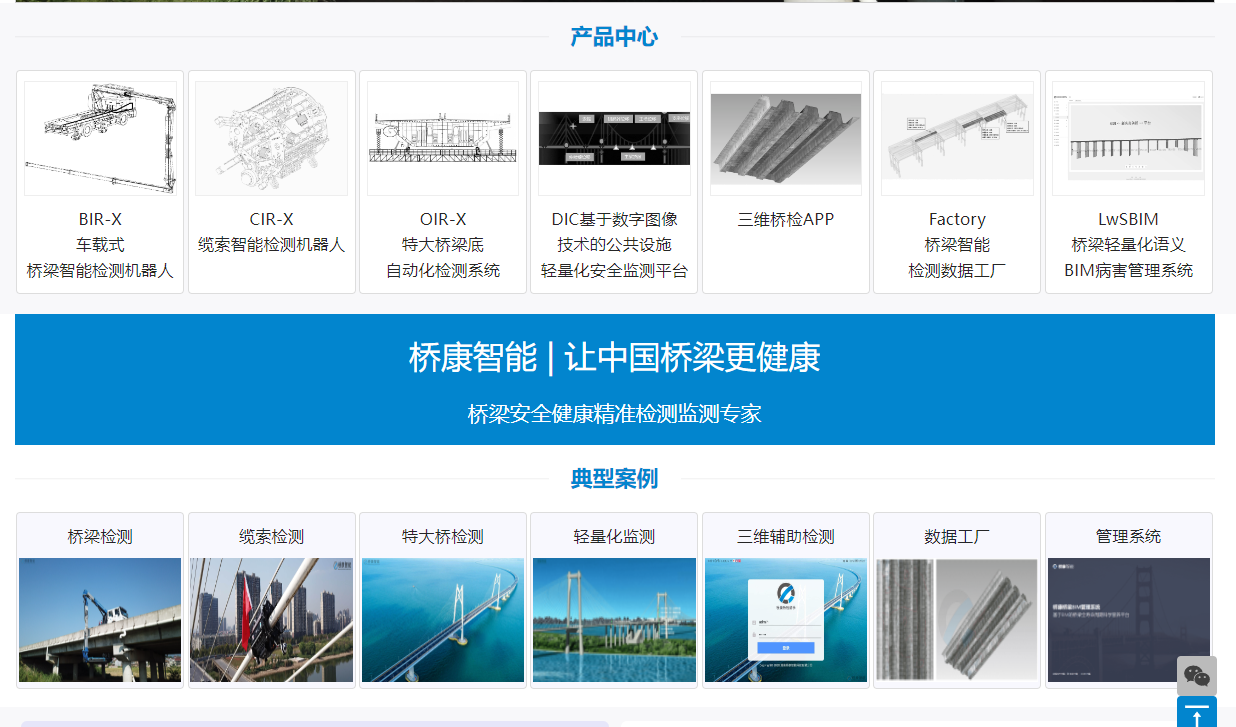 产品中心
BIR-X
车载式
桥梁智能检测机器人
CIR-X
缆索智能检测机器人
OIR-X
特大桥梁底
自动化检测系统
DIC基于数字图像
技术的公共设施
轻量化安全监测平台
三维桥检APP
Factory
桥梁智能
检测数据工厂
LwSBIM
桥梁轻量化语义
BIM病害管理系统
桥康智能 | 让中国桥梁更健康
桥梁安全健康精准检测监测专家
典型案例
桥梁检测
缆索检测
特大桥检测
轻量化监测
三维辅助检测
数据工厂
管理系统